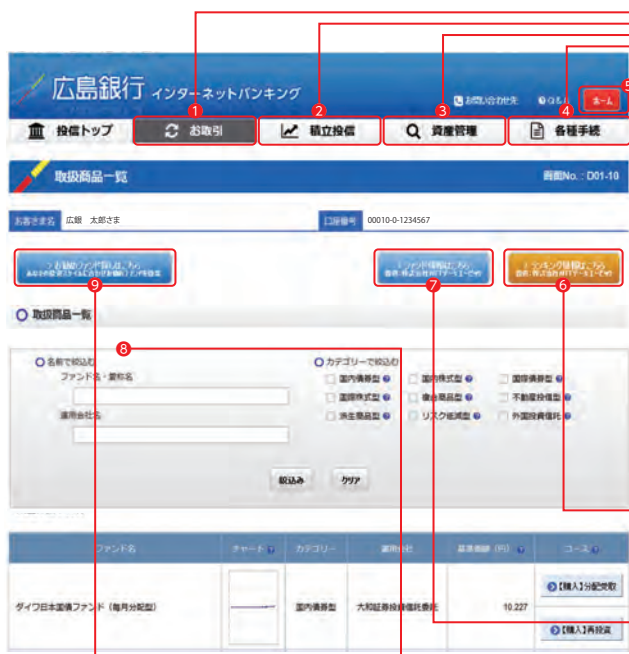 広島銀行 インターネットバンキング
お問い合わせ先 Q&A ホーム
1 2 3 4 5
投信トップ お取引 積立投信 資産管理 各種手続
取扱商品一覧 画面No.：D01-10
お客さま名 広銀 太郎さま 口座番号 00010-0-1234567
9 7 6
取扱商品一覧
8
名前で絞込む カテゴリーで絞込む
ファンド名・愛称名 国内債券型 国内株式型 国際債券型
国際株式型 複合商品型 不動産投信型
運用会社名 派生商品型 リスク低減型 外国投資信託
絞込み クリア
ファンド名 チャート カテゴリー 運用会社 基準価額（円） コース
【購入】分配受取
ダイワ日本国債ファンド（毎月分配型） 国内債券型 大和証券投資信託委託 10,227
【購入】再投資